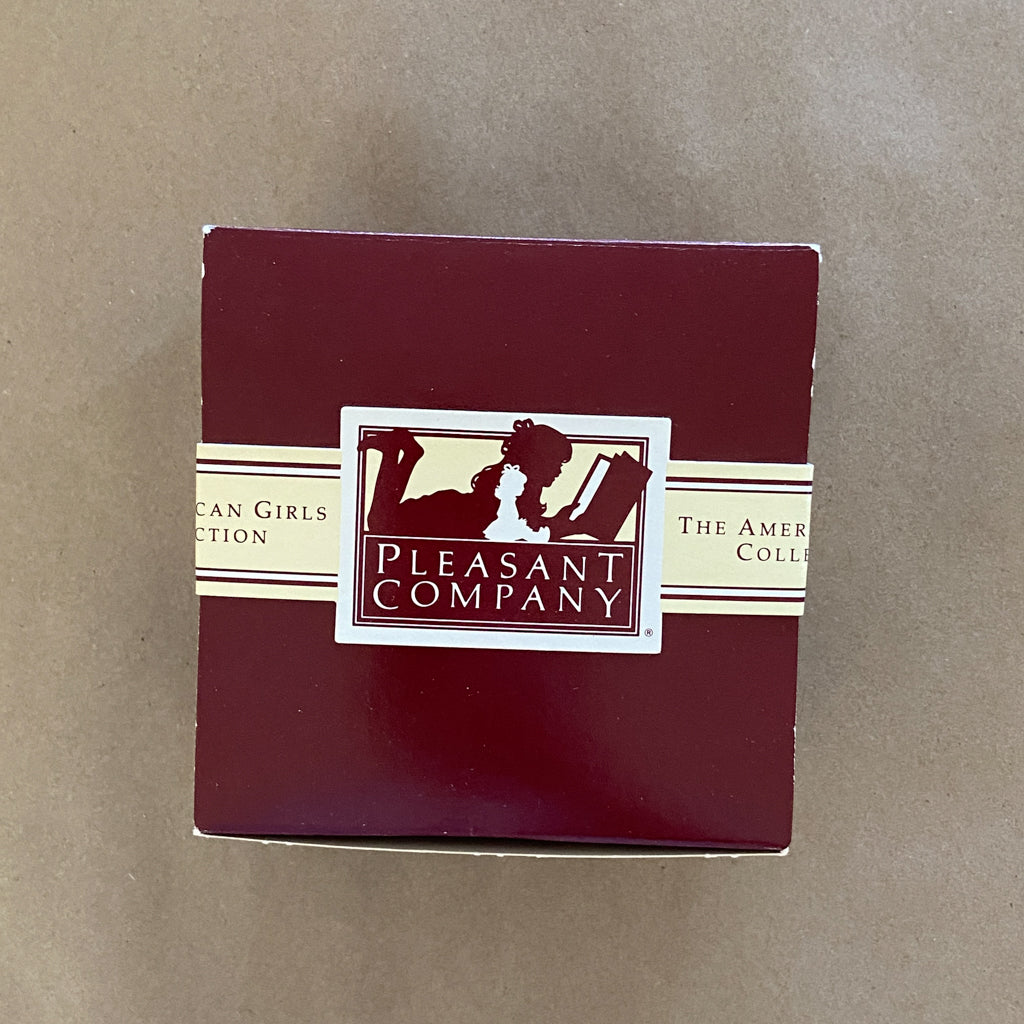 CAN GIRLS
CTION
PLEASANT
COMPANY
®
THE AMER
COLLE